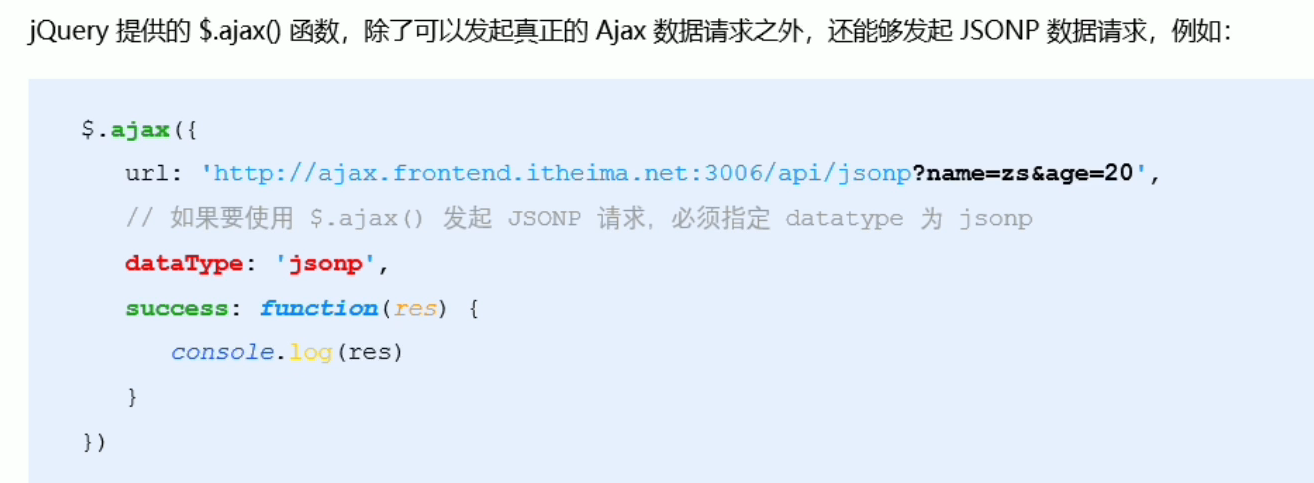 jQuery 提供的 $.ajax() 函数，除了可以发起真正的 Ajax 数据请求之外，还能够发起 JSONP 数据请求，例如：
$.ajax({
url: 'http://ajax.frontend.itheima.net:3006/api/jsonp?name=zs&age=20',
// 如果要使用 $.ajax() 发起 JSONP 请求，必须指定 datatype 为 jsonp
dataType: 'jsonp',
success: function(res) {
console.log(res)
}
})